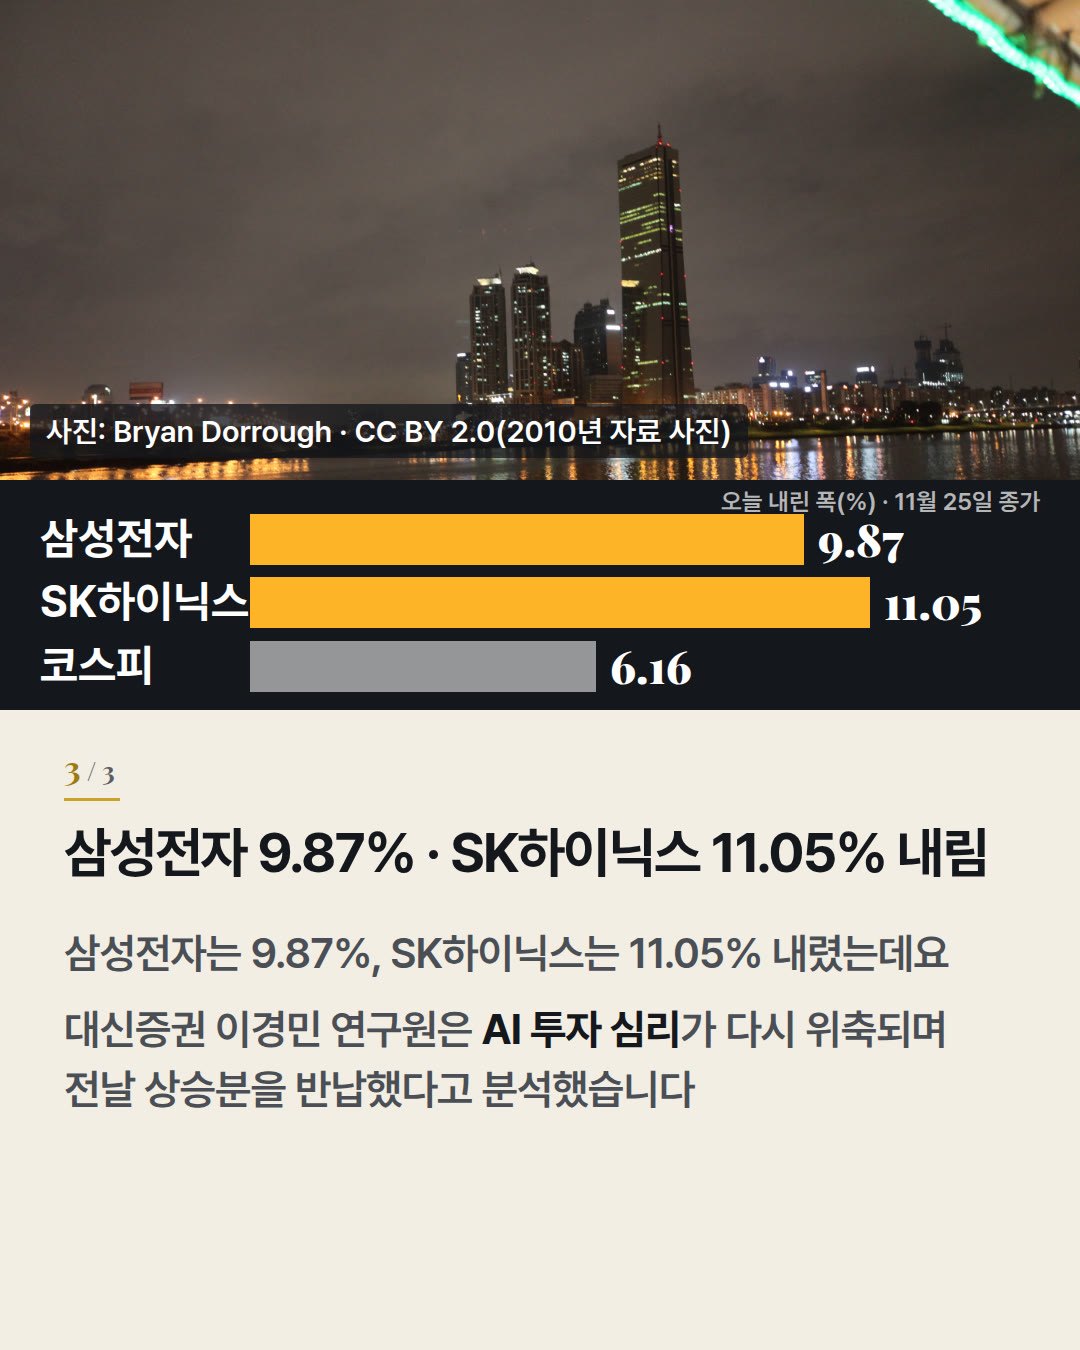 사진: Bryan Dorrough · CC BY 2.0(2010년 자료 사진)
오늘 내린 폭(%) · 11월 25일 종가
삼성전자 9.87
SK하이닉스 11.05
코스피 6.16
3 / 3
삼성전자 9.87% · SK하이닉스 11.05% 내림
삼성전자는 9.87%, SK하이닉스는 11.05% 내렸는데요
대신증권 이경민 연구원은 AI 투자 심리가 다시 위축되며
전날 상승분을 반납했다고 분석했습니다